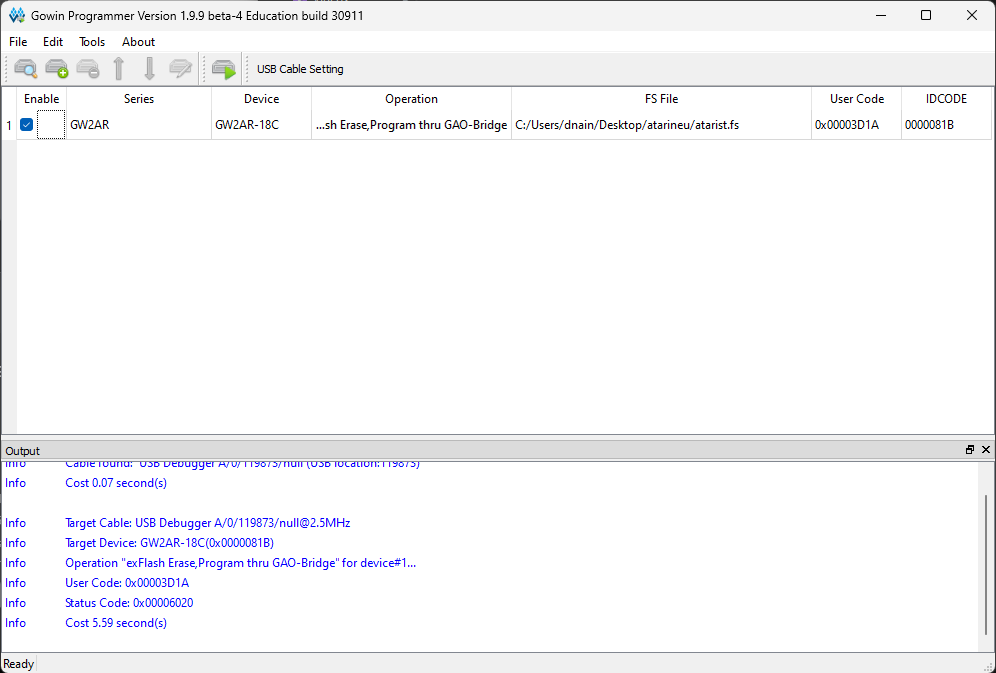 Gowin Programmer Version 1.9.9 beta-4 Education build 30911
File Edit Tools About
USB Cable Setting
Enable Series Device Operation FS File User Code IDCODE
1 GW2AR GW2AR-18C ...sh Erase,Program thru GAO-Bridge C:/Users/dnain/Desktop/atarineu/atarist.fs 0x00003D1A 0000081B
Output
Info Cable found: USB Debugger A/0/119873/null (USB location:119873)
Info Cost 0.07 second(s)
Info Target Cable: USB Debugger A/0/119873/null@2.5MHz
Info Target Device: GW2AR-18C(0x0000081B)
Info Operation "exFlash Erase,Program thru GAO-Bridge" for device#1...
Info User Code: 0x00003D1A
Info Status Code: 0x00006020
Info Cost 5.59 second(s)
Ready